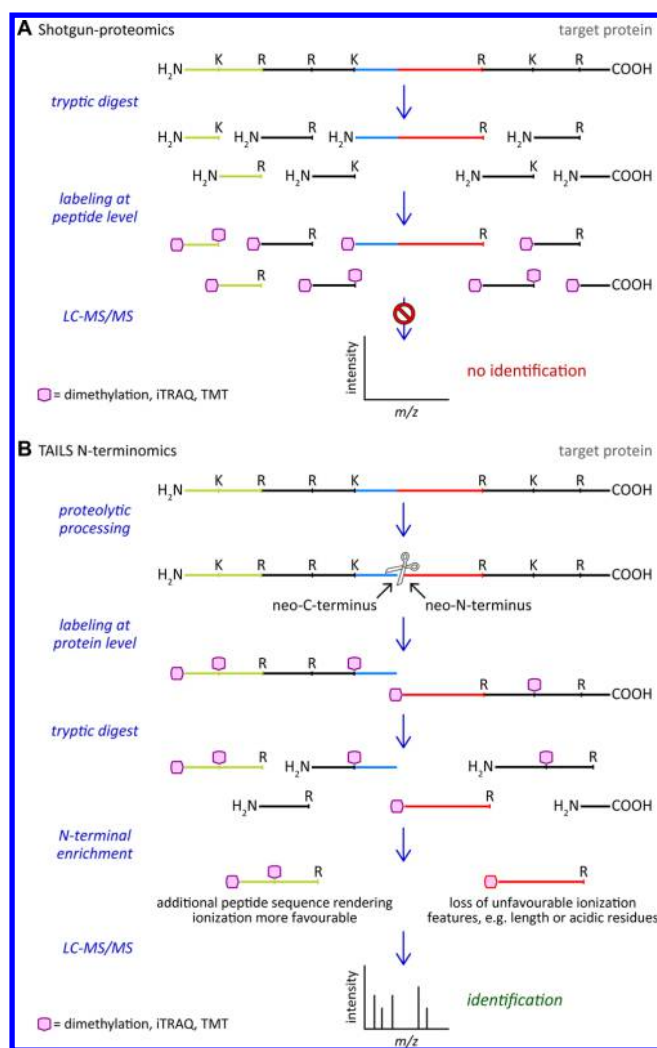 A Shotgun-proteomics target protein
K R R K R K R
H2N COOH
tryptic digest
K R R R
H2N H2N H2N H2N
R K K
H2N H2N H2N H2N COOH
labeling at
peptide level
R R R
R COOH
LC-MS/MS
intensity
no identification
= dimethylation, iTRAQ, TMT
m/z
B TAILS N-terminomics target protein
K R R K R K R
H2N COOH
proteolytic
processing
K R R K R K R
H2N COOH
neo-C-terminus neo-N-terminus
labeling at
protein level
R R
R R
COOH
tryptic digest
R R
H2N H2N
R R
H2N H2N COOH
N-terminal
enrichment
R R
additional peptide sequence rendering
ionization more favourable
loss of unfavourable ionization
features, e.g. length or acidic residues
LC-MS/MS
intensity
identification
= dimethylation, iTRAQ, TMT
m/z